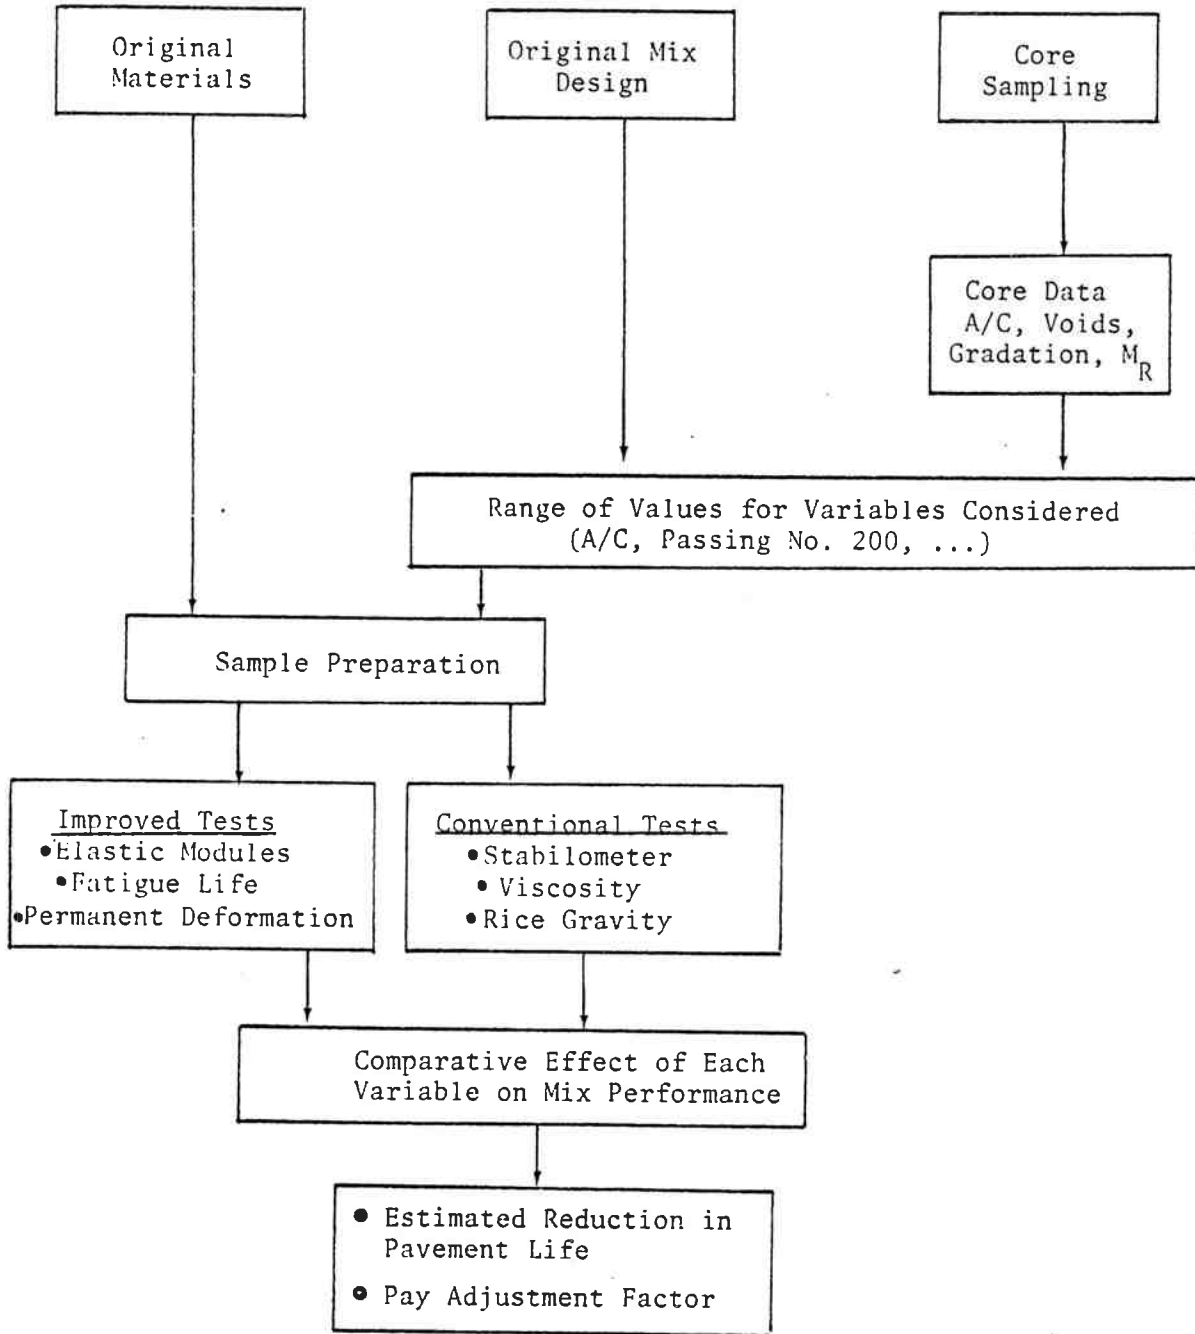 Original
Materials
Original Mix
Design
Core
Sampling
Core Data
A/C, Voids,
Gradation, M_R
Range of Values for Variables Considered
(A/C, Passing No. 200, ...)
Sample Preparation
Improved Tests
•Elastic Modules
•Fatigue Life
•Permanent Deformation
Conventional Tests
•Stabilometer
• Viscosity
•Rice Gravity
Comparative Effect of Each
Variable on Mix Performance
• Estimated Reduction in
Pavement Life
• Pay Adjustment Factor